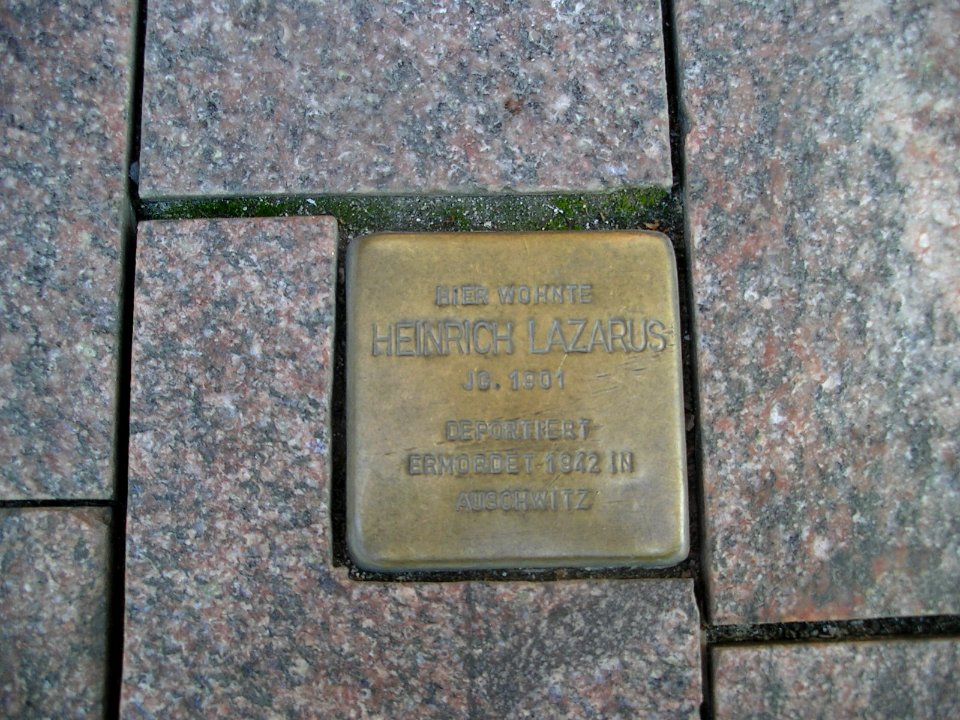 HIER WOHNTE
HEINRICH LAZARUS
JG. 1901
DEPORTIERT
ERMORDET 1942 IN
AUSCHWITZ